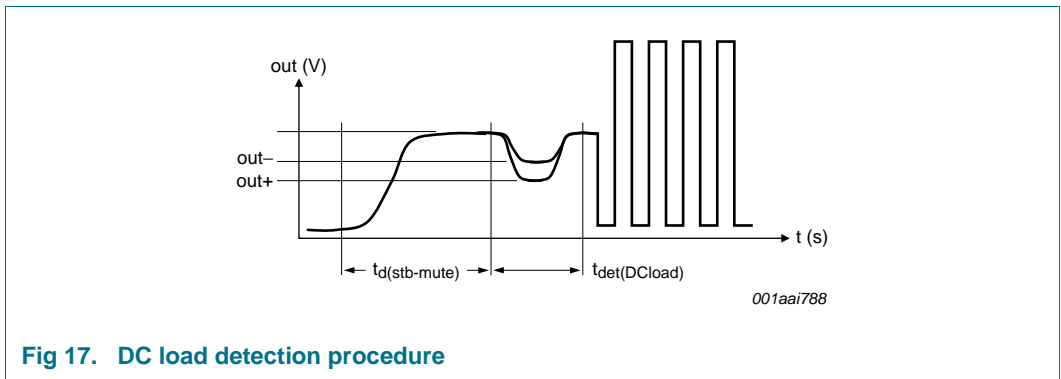 out (V)
out−
out+
t (s)
td(stb-mute)
tdet(DCload)
001aai788
Fig 17. DC load detection procedure